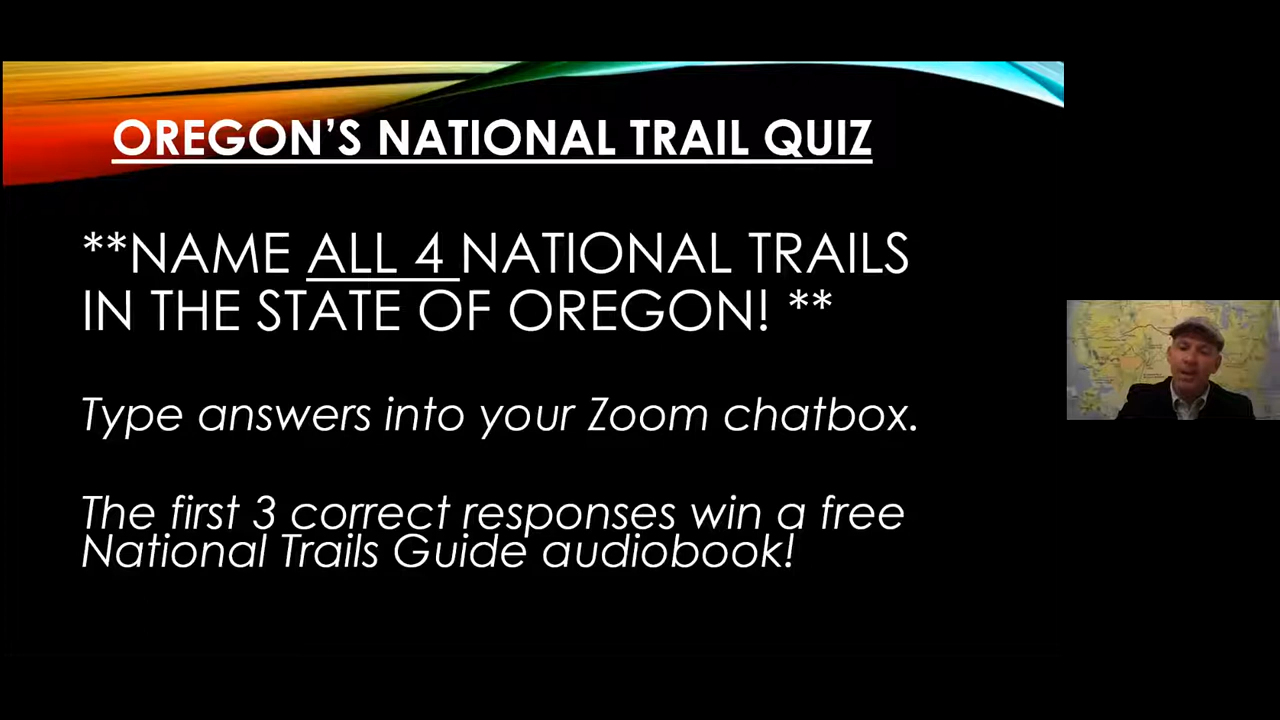 OREGON’S NATIONAL TRAIL QUIZ
**NAME ALL 4 NATIONAL TRAILS
IN THE STATE OF OREGON! **
Type answers into your Zoom chatbox.
The first 3 correct responses win a free
National Trails Guide audiobook!